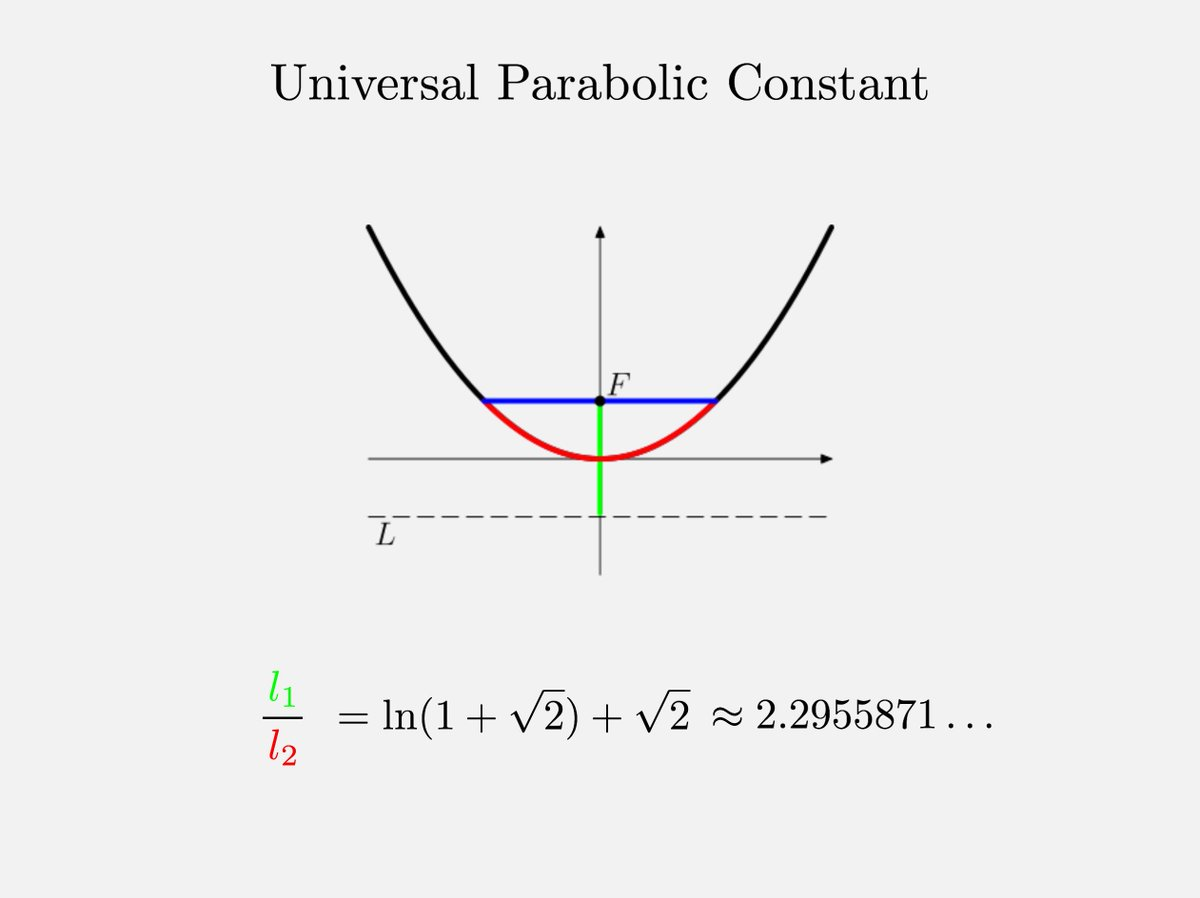 Universal Parabolic Constant
F
L
l₁/l₂ = ln(1 + √2) + √2 ≈ 2.2955871...